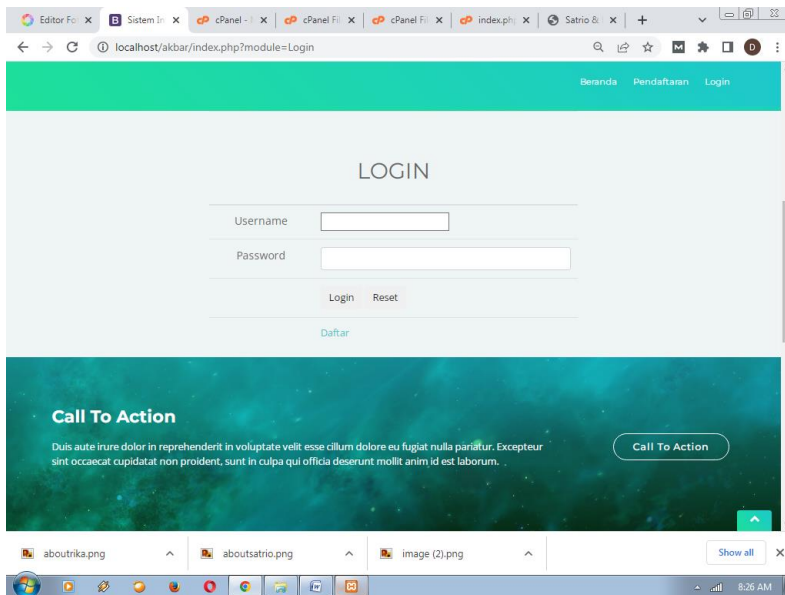 Editor Fo
Sistem In
cPanel -
cPanel Fil
cPanel Fil
index.ph
Satrio &
localhost/akbar/index.php?module=Login
M
D
Beranda Pendaftaran Login
LOGIN
Username
Password
Login Reset
Daftar
Call To Action
Duis aute irure dolor in reprehenderit in voluptate velit esse cillum dolore eu fugiat nulla pariatur. Excepteur
Call To Action
sint occaecat cupidatat non proident, sunt in culpa qui officia deserunt mollit anim id est laborum.
aboutrika.png
aboutsatrio.png
image (2).png
Show all
8:26 AM